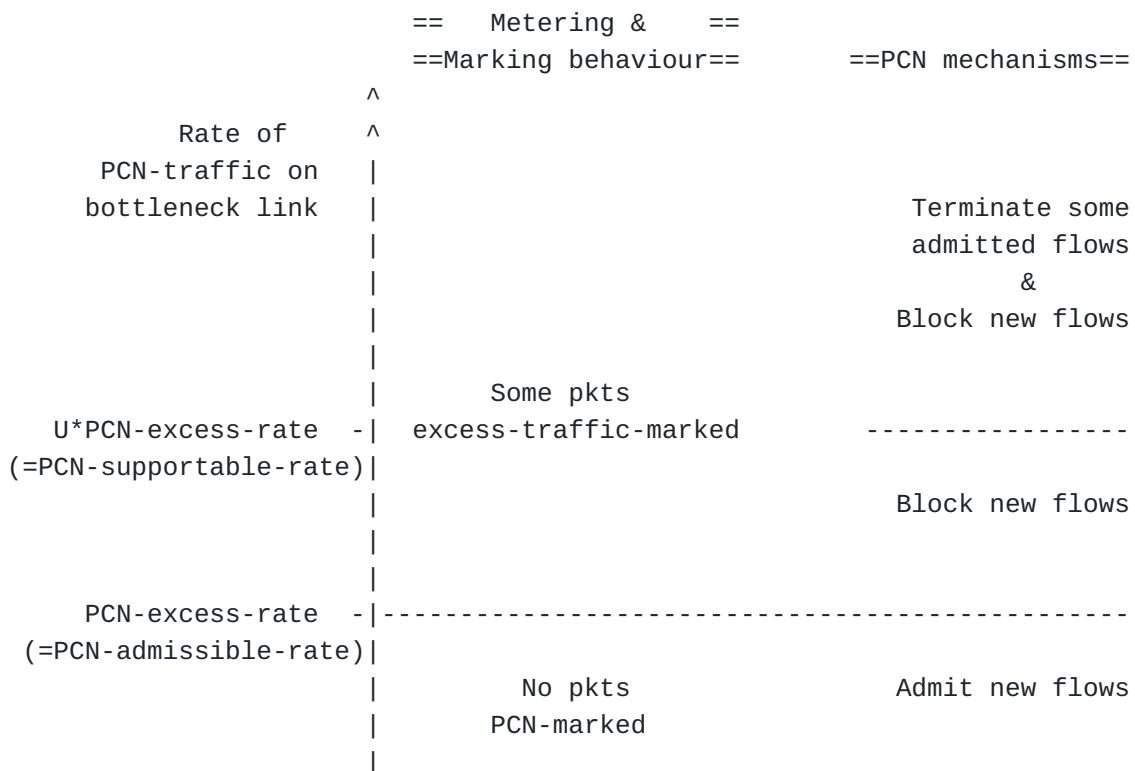 ==   Metering &    ==
==Marking behaviour==       ==PCN mechanisms==
^
Rate of     ^
PCN-traffic on   |
bottleneck link   |                                  Terminate some
|                                  admitted flows
|                                         &
|                                 Block new flows
|
|       Some pkts
U*PCN-excess-rate  -|  excess-traffic-marked        -----------------
(=PCN-supportable-rate)|
|                                 Block new flows
|
|
PCN-excess-rate  -|------------------------------------------------
(=PCN-admissible-rate)|
|         No pkts                 Admit new flows
|       PCN-marked
|